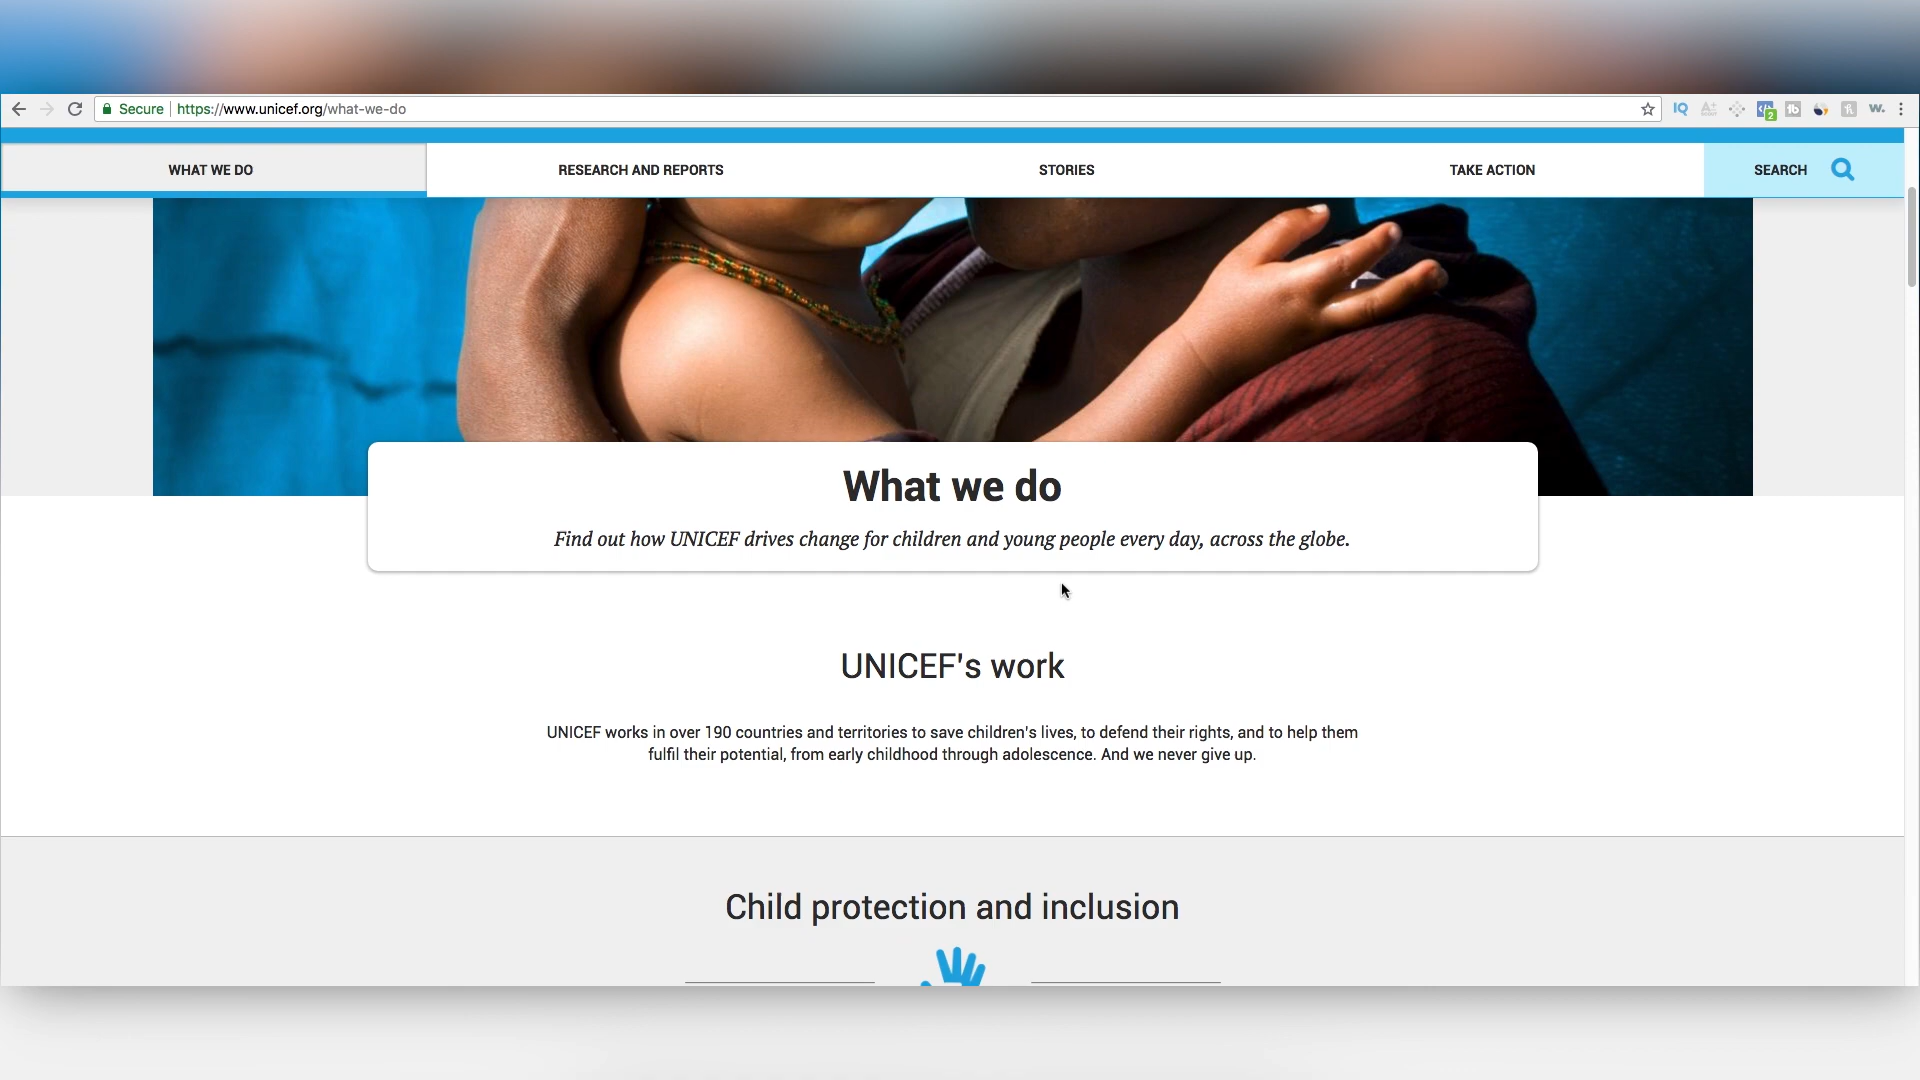 Secure https://www.unicef.org/what-we-do
WHAT WE DO
RESEARCH AND REPORTS
STORIES
TAKE ACTION
SEARCH
What we do
Find out how UNICEF drives change for children and young people every day, across the globe.
UNICEF's work
UNICEF works in over 190 countries and territories to save children's lives, to defend their rights, and to help them
fulfil their potential, from early childhood through adolescence. And we never give up.
Child protection and inclusion